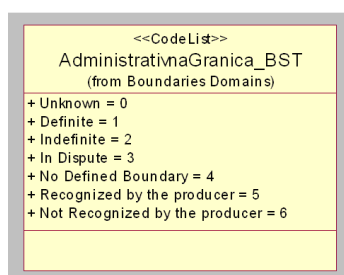 <<CodeList>>
AdministrativnaGranica_BST
(from Boundaries Domains)
+ Unknown = 0
+ Definite = 1
+ Indefinite = 2
+ In Dispute = 3
+ No Defined Boundary = 4
+ Recognized by the producer = 5
+ Not Recognized by the producer = 6